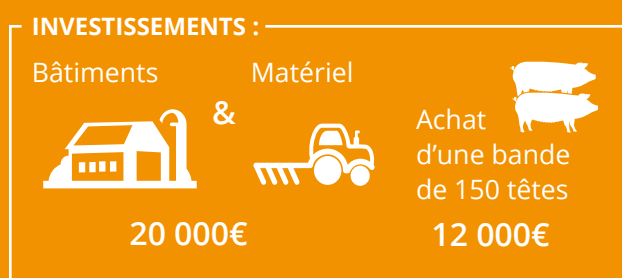 INVESTISSEMENTS :
Bâtiments
&
Matériel
20 000€
Achat
d'une bande
de 150 têtes
12 000€